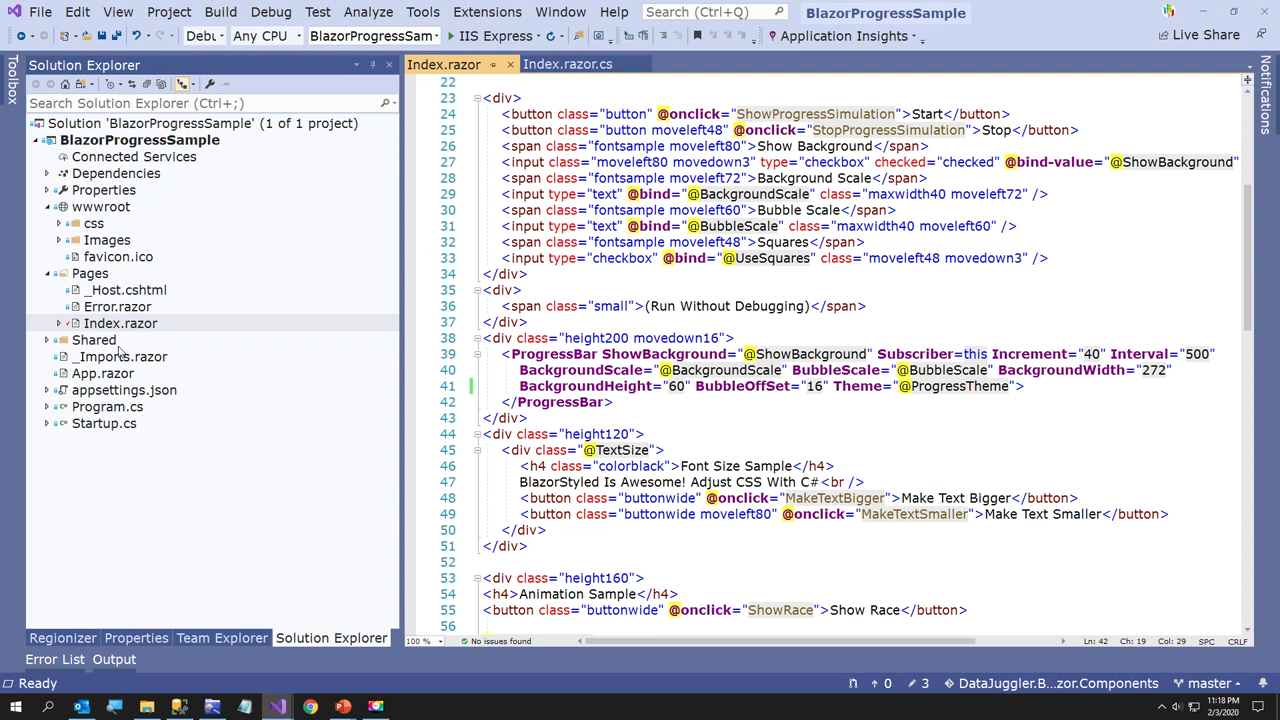 File Edit View Project Build Debug Test Analyze Tools Extensions Window Help Search (Ctrl+Q) BlazorProgressSample
Debu Any CPU BlazorProgressSam IIS Express Application Insights Live Share
Toolbox
Solution Explorer
Search Solution Explorer (Ctrl+;)
Solution 'BlazorProgressSample' (1 of 1 project)
BlazorProgressSample
Connected Services
Dependencies
Properties
wwwroot
css
Images
favicon.ico
Pages
_Host.cshtml
Error.razor
Index.razor
Shared
_Imports.razor
App.razor
appsettings.json
Program.cs
Startup.cs
Regionizer Properties Team Explorer Solution Explorer
Index.razor Index.razor.cs
22
23 <div>
24 <button class="button" @onclick="ShowProgressSimulation">Start</button>
25 <button class="button moveleft48" @onclick="StopProgressSimulation">Stop</button>
26 <span class="fontsample moveleft80">Show Background</span>
27 <input class="moveleft80 movedown3" type="checkbox" checked="checked" @bind-value="@ShowBackground"
28 <span class="fontsample moveleft72">Background Scale</span>
29 <input type="text" @bind="@BackgroundScale" class="maxwidth40 moveleft72" />
30 <span class="fontsample moveleft60">Bubble Scale</span>
31 <input type="text" @bind="@BubbleScale" class="maxwidth40 moveleft60" />
32 <span class="fontsample moveleft48">Squares</span>
33 <input type="checkbox" @bind="@UseSquares" class="moveleft48 movedown3" />
34 </div>
35 <div>
36 <span class="small">(Run Without Debugging)</span>
37 </div>
38 <div class="height200 movedown16">
39 <ProgressBar ShowBackground="@ShowBackground" Subscriber=this Increment="40" Interval="500"
40 BackgroundScale="@BackgroundScale" BubbleScale="@BubbleScale" BackgroundWidth="272"
41 BackgroundHeight="60" BubbleOffSet="16" Theme="@ProgressTheme">
42 </ProgressBar>
43 </div>
44 <div class="height120">
45 <div class="@TextSize">
46 <h4 class="colorblack">Font Size Sample</h4>
47 BlazorStyled Is Awesome! Adjust CSS With C#<br />
48 <button class="buttonwide" @onclick="MakeTextBigger">Make Text Bigger</button>
49 <button class="buttonwide moveleft80" @onclick="MakeTextSmaller">Make Text Smaller</button>
50 </div>
51 </div>
52
53 <div class="height160">
54 <h4>Animation Sample</h4>
55 <button class="buttonwide" @onclick="ShowRace">Show Race</button>
56
100 % No issues found Ln: 42 Ch: 19 Col: 29 SPC CRLF
Notifications
Error List Output
Ready 0 3 DataJuggler.B...zor.Components master
11:18 PM
2/3/2020